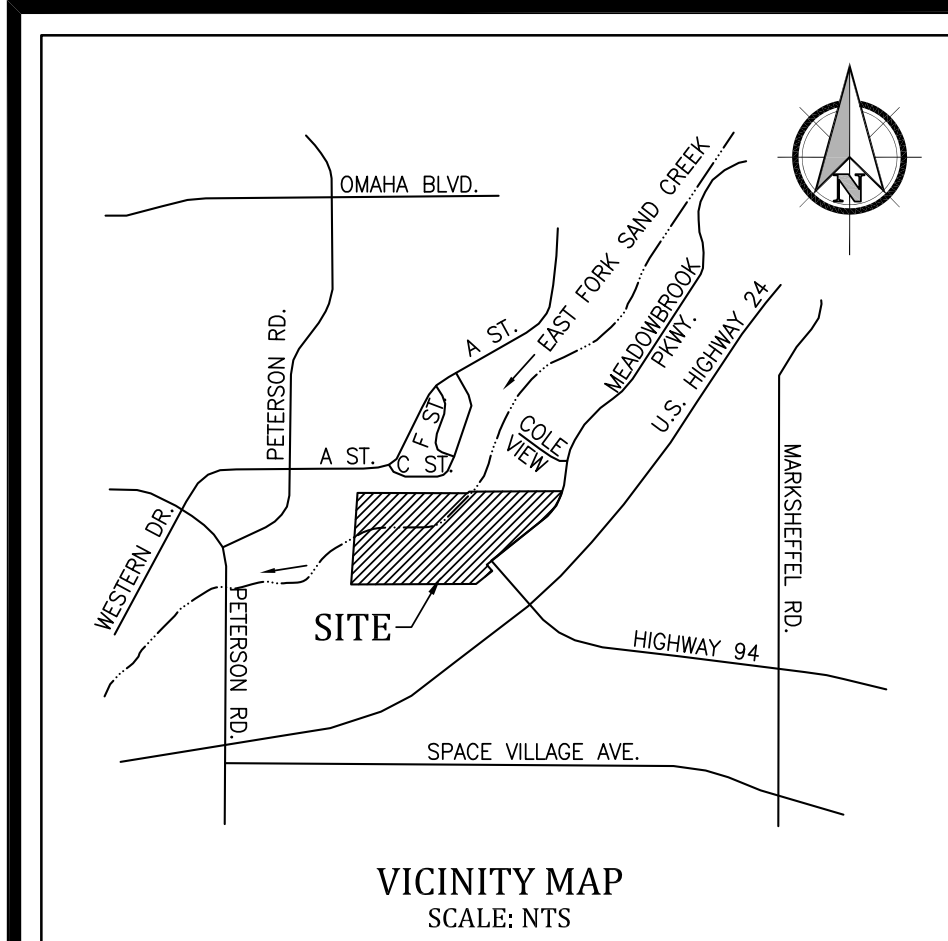 N
OMAHA BLVD.
EAST FORK SAND CREEK
PETERSON RD.
A ST.
MEADOWBROOK
PKWY.
U.S. HIGHWAY 24
F ST.
COLE
VIEW
A ST.
C ST.
MARKSHEFFEL RD.
WESTERN DR.
SITE
PETERSON RD.
HIGHWAY 94
SPACE VILLAGE AVE.
VICINITY MAP
SCALE: NTS